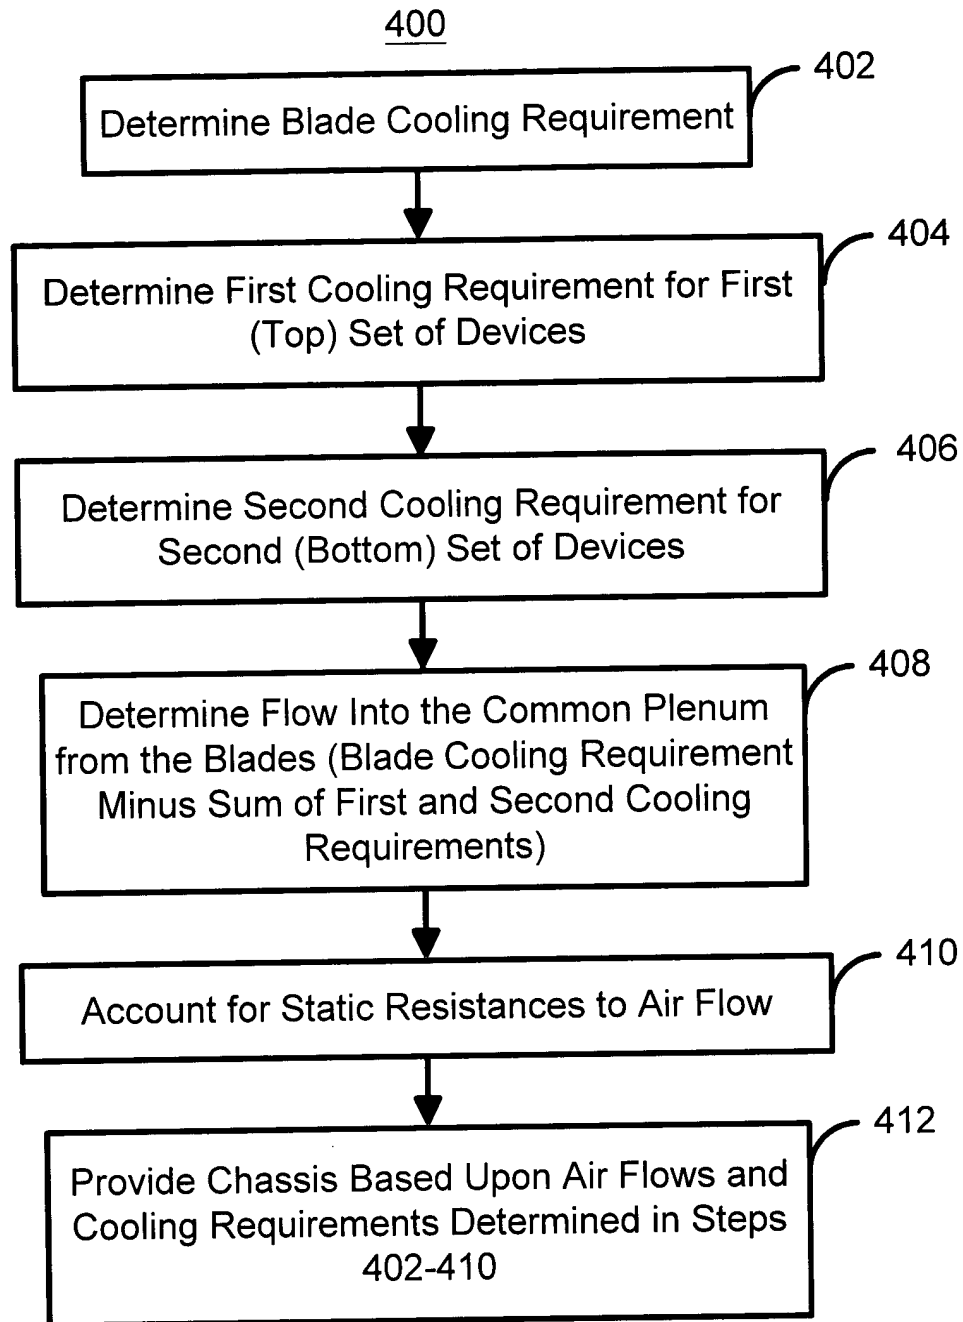 400
402
Determine Blade Cooling Requirement
404
Determine First Cooling Requirement for First
(Top) Set of Devices
406
Determine Second Cooling Requirement for
Second (Bottom) Set of Devices
408
Determine Flow Into the Common Plenum
from the Blades (Blade Cooling Requirement
Minus Sum of First and Second Cooling
Requirements)
410
Account for Static Resistances to Air Flow
412
Provide Chassis Based Upon Air Flows and
Cooling Requirements Determined in Steps
402-410